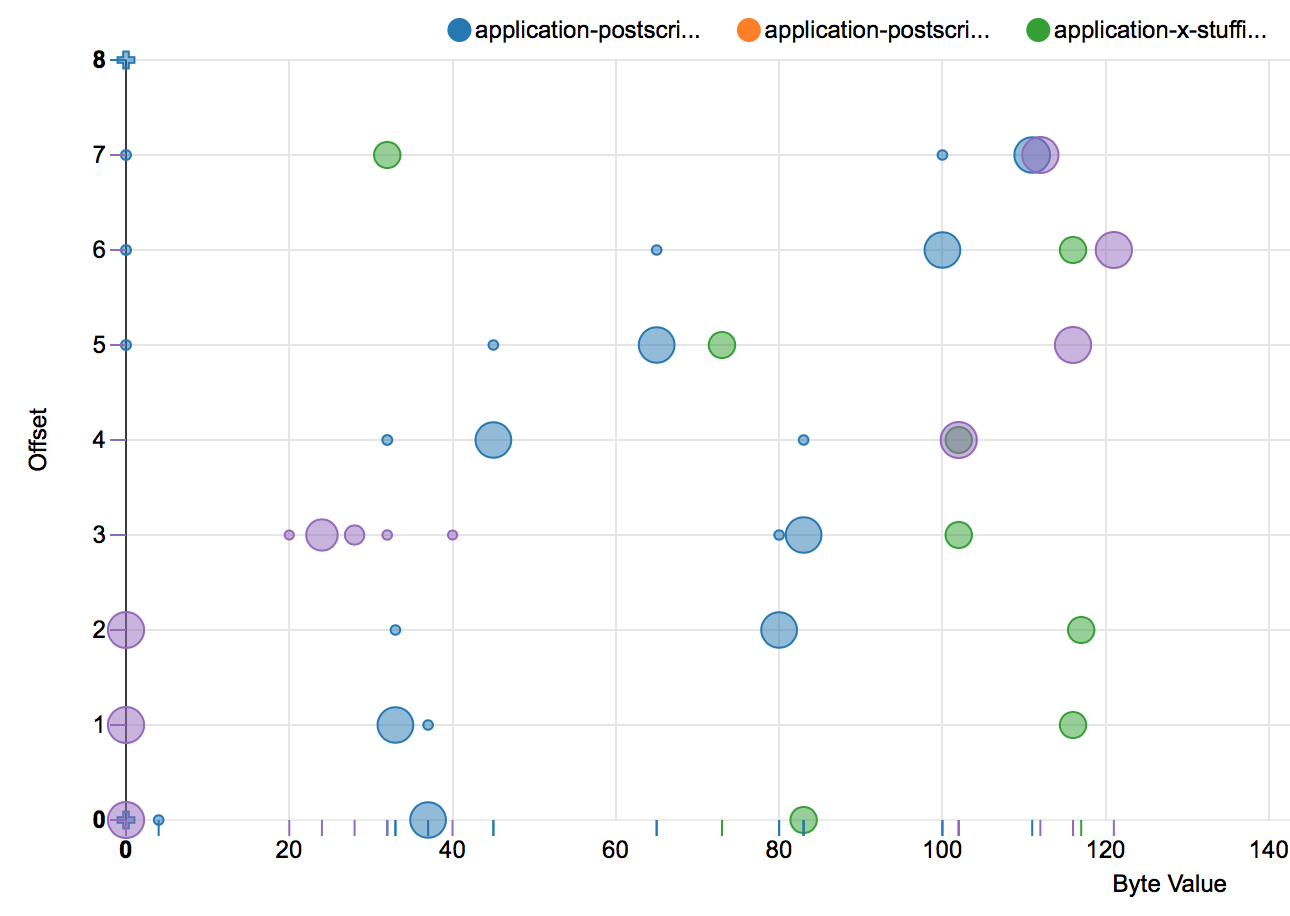 application-postscri... application-postscri... application-x-stuffi...
8
7
6
5
4
3
2
1
0
Offset
0 20 40 60 80 100 120 140
Byte Value